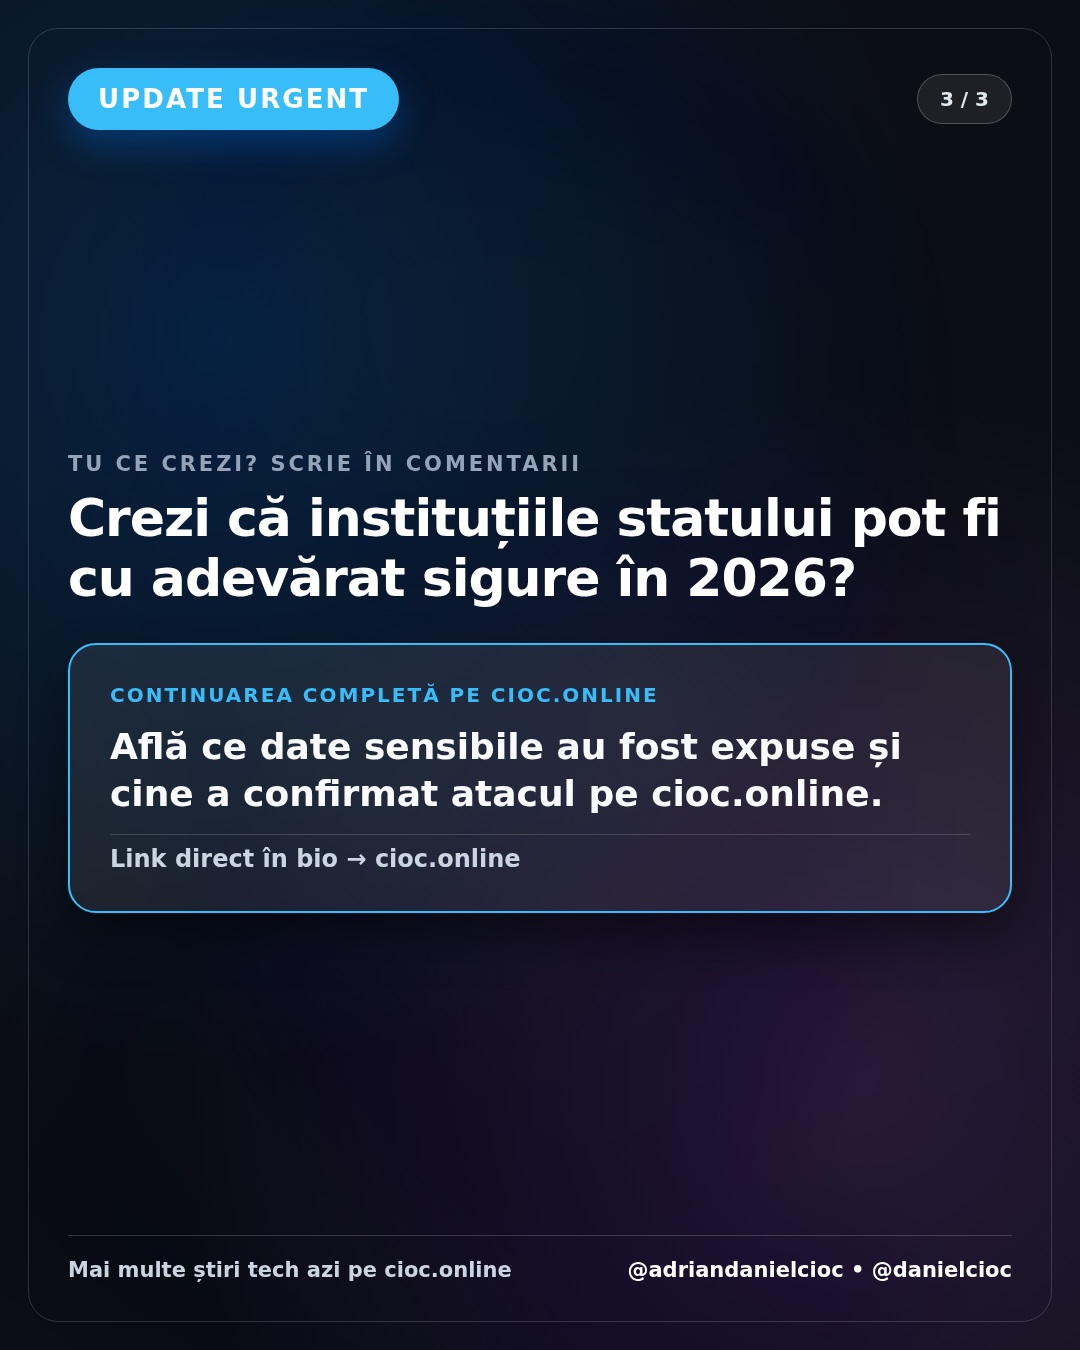 UPDATE URGENT
3 / 3
TU CE CREZI? SCRIE ÎN COMENTARII
Crezi că instituțiile statului pot fi
cu adevărat sigure în 2026?
CONTINUAREA COMPLETĂ PE CIOC.ONLINE
Află ce date sensibile au fost expuse și
cine a confirmat atacul pe cioc.online.
Link direct în bio → cioc.online
Mai multe știri tech azi pe cioc.online
@adriandanielcioc • @danielcioc